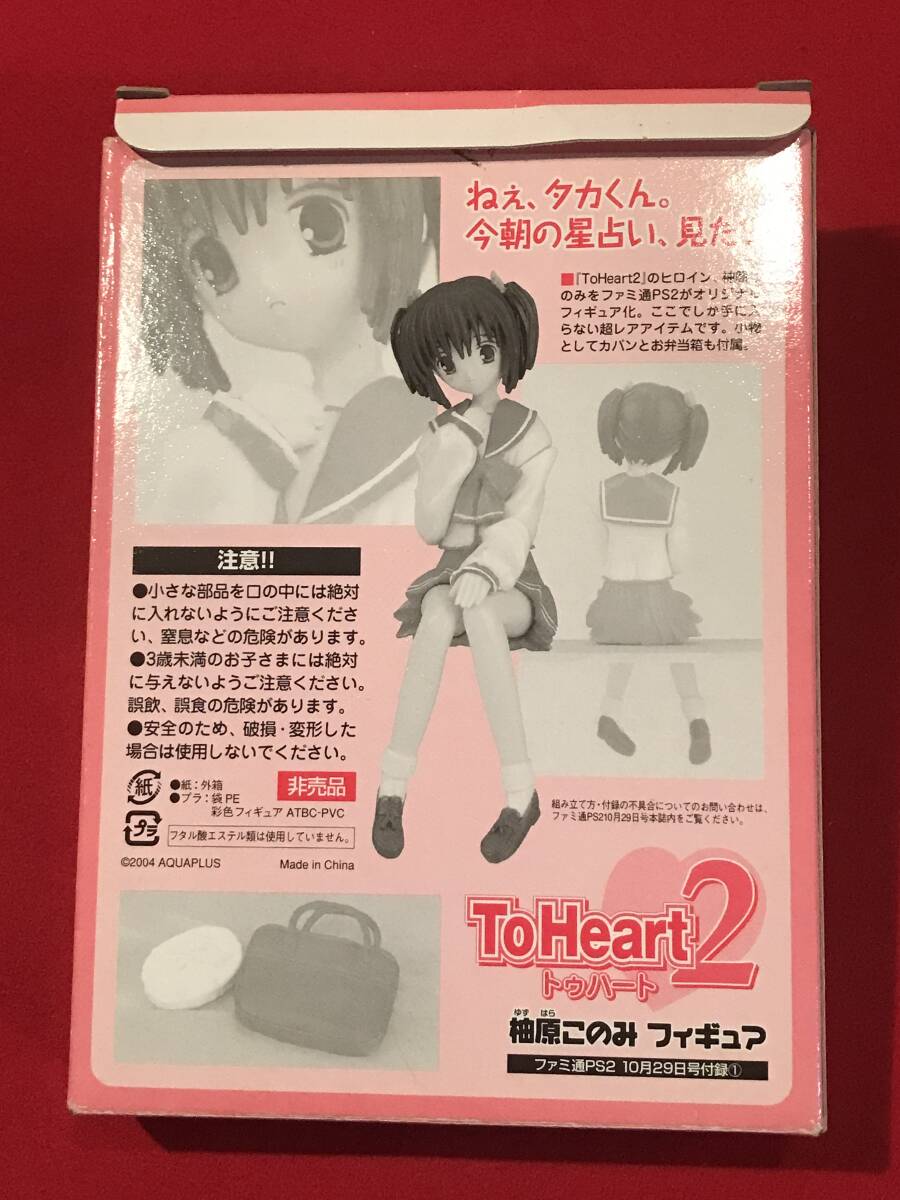 ねぇ、タカくん。
今朝の星占い、見た
■『ToHeart2』のヒロイン、柚原こ
のみをファミ通PS2がオリジナル
フィギュア化。ここでしか手に入
らない超レアアイテムです。小物
としてカバンとお弁当箱も付属。
注意!!
●小さな部品を口の中には絶対
に入れないようにご注意くださ
い、窒息などの危険があります。
●3歳未満のお子さまには絶対
に与えないようご注意ください。
誤飲、誤食の危険があります。
●安全のため、破損・変形した
場合は使用しないでください。
紙
●紙：外箱
非売品
●プラ：袋 PE
彩色フィギュア ATBC-PVC
プラ
フタル酸エステル類は使用していません。
©2004 AQUAPLUS
Made in China
組み立て方・付録の不具合についてのお問い合わせは、
ファミ通PS210月29日号本誌内をご覧ください。
ToHeart2
トゥハート
ゆず はら
柚原このみ フィギュア
ファミ通PS2 10月29日号付録①